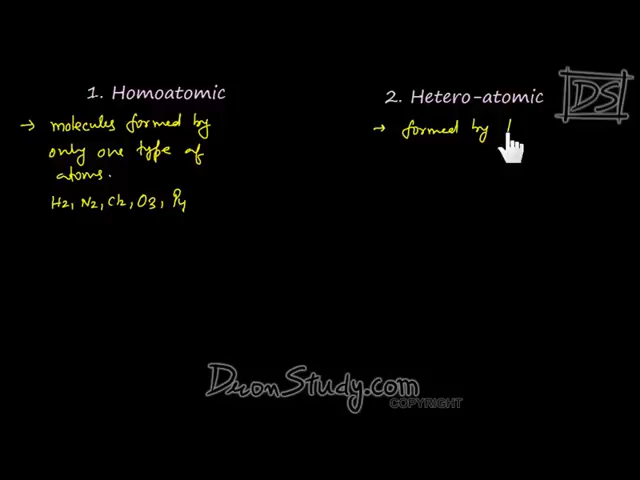 1. Homoatomic
→ molecules formed by
only one type of
atoms.
H2, N2, Cl2, O3, P4
2. Hetero-atomic
→ formed by
DS
DronStudy.com
COPYRIGHT